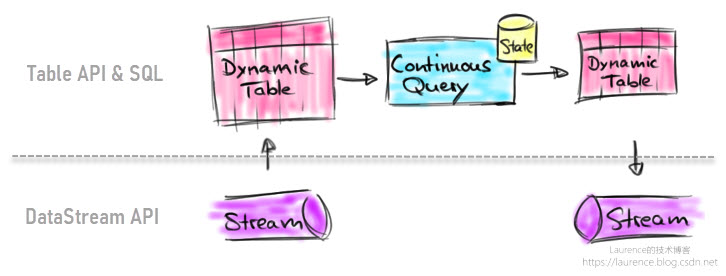 Table API & SQL
Dynamic
Table
Continuous
Query
State
Dynamic
Table
DataStream API
Stream
Stream
Laurence的技术博客
https://laurence.blog.csdn.net